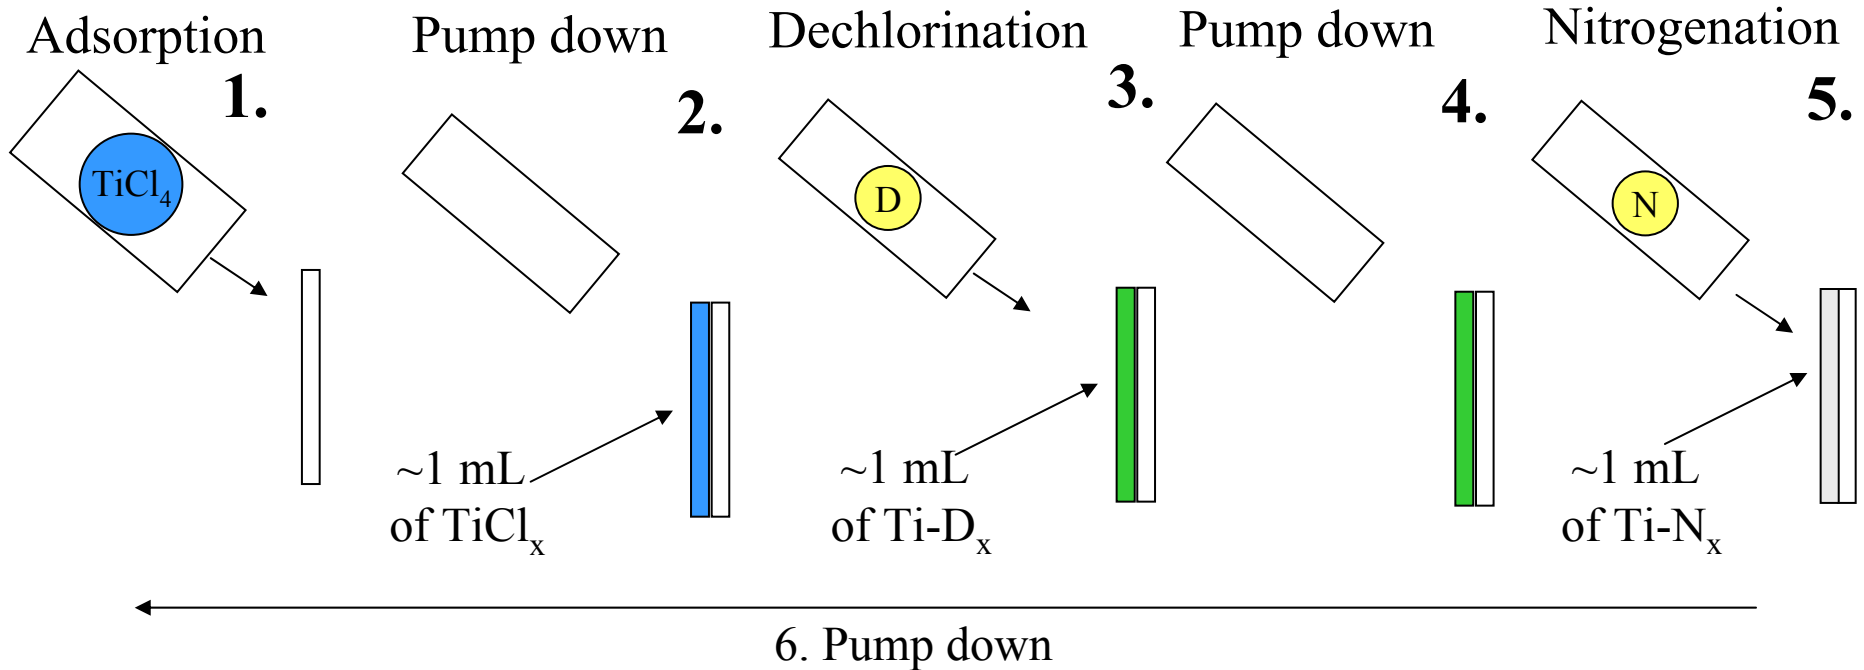 Adsorption
1.
Pump down
2.
Dechlorination
3.
Pump down
4.
Nitrogenation
5.
TiCl4
D
N
~1 mL
of TiClx
~1 mL
of Ti-Dx
~1 mL
of Ti-Nx
6. Pump down